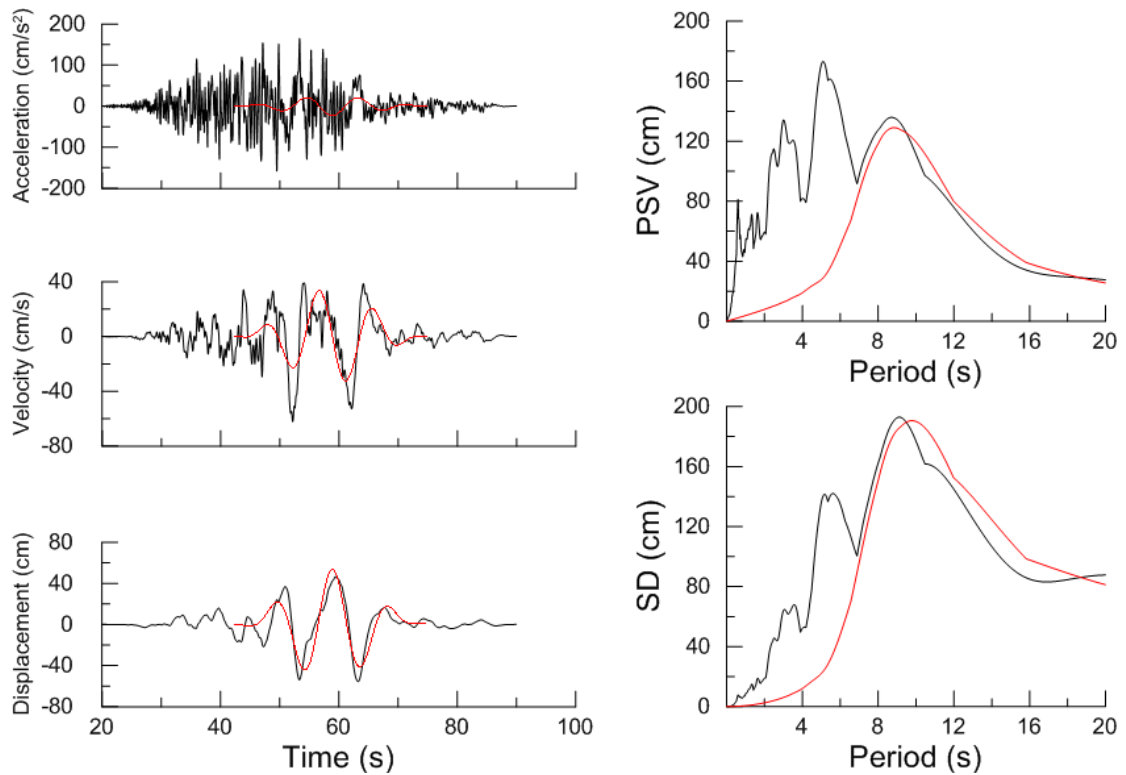 Acceleration (cm/s²)
200
100
0
-100
-200
Velocity (cm/s)
40
0
-40
-80
Displacement (cm)
80
40
0
-40
-80
20 40 60 80 100
Time (s)
PSV (cm)
200
160
120
80
40
0
4 8 12 16 20
Period (s)
SD (cm)
200
160
120
80
40
0
4 8 12 16 20
Period (s)